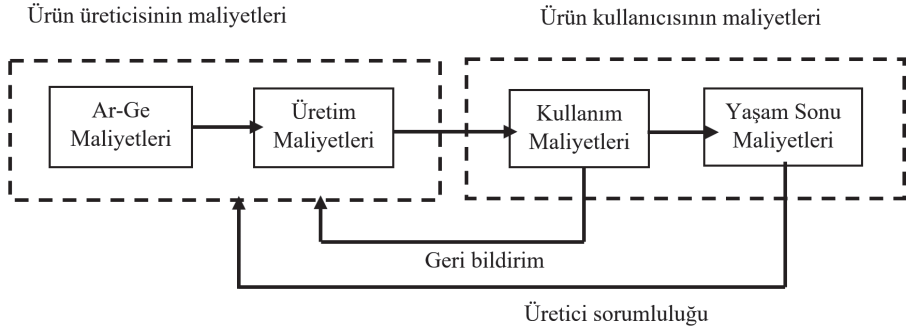 Ürün üreticisinin maliyetleri
Ürün kullanıcısının maliyetleri
Ar-Ge
Maliyetleri
Üretim
Maliyetleri
Kullanım
Maliyetleri
Yaşam Sonu
Maliyetleri
Geri bildirim
Üretici sorumluluğu